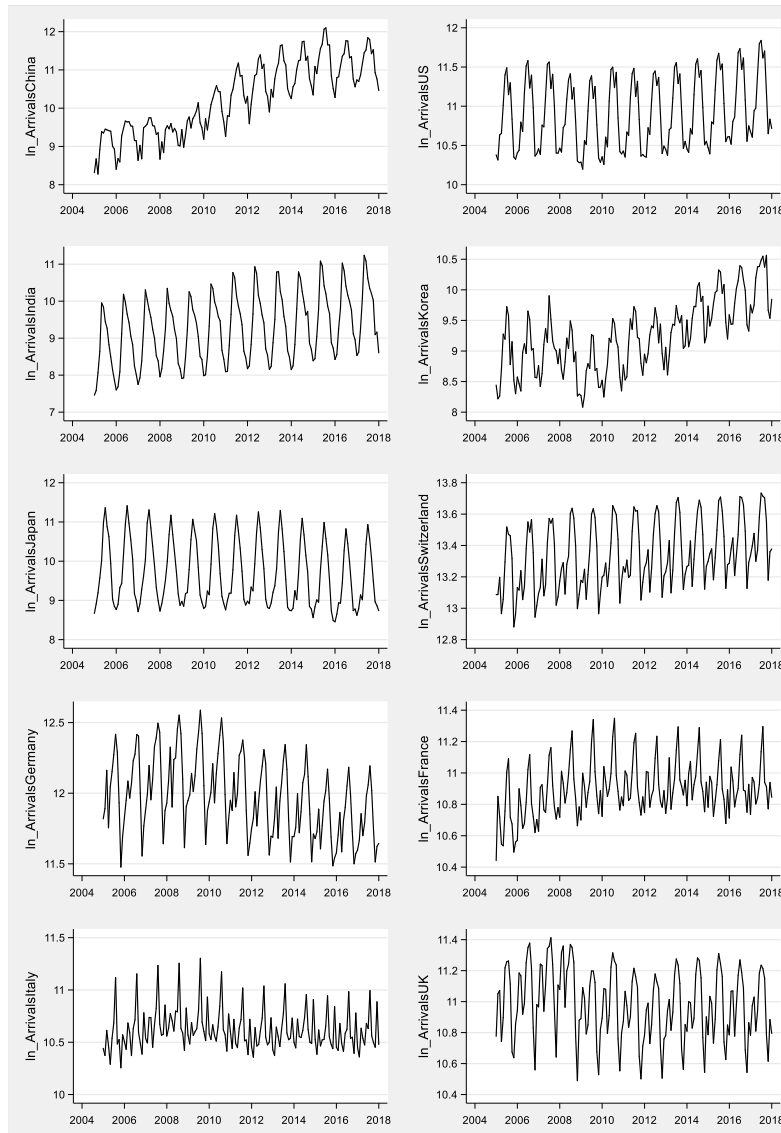 ln_ArrivalsChina
12
11
10
9
8
2004 2006 2008 2010 2012 2014 2016 2018
ln_ArrivalsUS
12
11.5
11
10.5
10
2004 2006 2008 2010 2012 2014 2016 2018
ln_ArrivalsIndia
11
10
9
8
7
2004 2006 2008 2010 2012 2014 2016 2018
ln_ArrivalsKorea
10.5
10
9.5
9
8.5
8
2004 2006 2008 2010 2012 2014 2016 2018
ln_ArrivalsJapan
12
11
10
9
8
2004 2006 2008 2010 2012 2014 2016 2018
ln_ArrivalsSwitzerland
13.8
13.6
13.4
13.2
13
12.8
2004 2006 2008 2010 2012 2014 2016 2018
ln_ArrivalsGermany
12.5
12
11.5
2004 2006 2008 2010 2012 2014 2016 2018
ln_ArrivalsFrance
11.4
11.2
11
10.8
10.6
10.4
2004 2006 2008 2010 2012 2014 2016 2018
ln_ArrivalsItaly
11.5
11
10.5
10
2004 2006 2008 2010 2012 2014 2016 2018
ln_ArrivalsUK
11.4
11.2
11
10.8
10.6
10.4
2004 2006 2008 2010 2012 2014 2016 2018